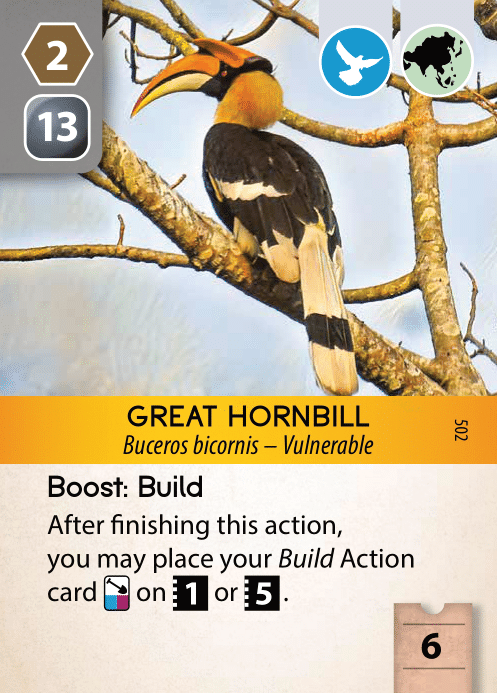 2
13
GREAT HORNBILL
Buceros bicornis – Vulnerable
502
Boost: Build
After finishing this action,
you may place your Build Action
card on 1 or 5.
6